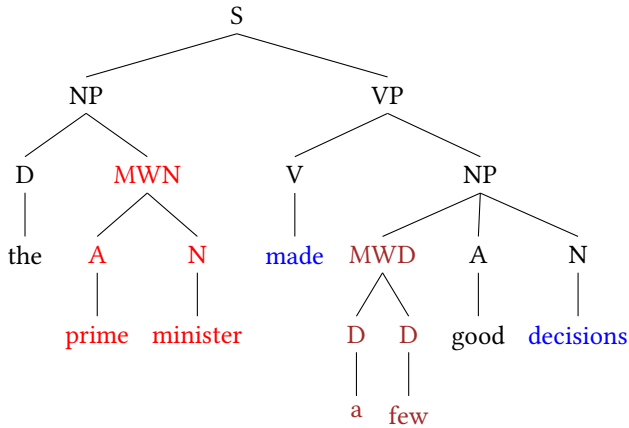 S
NP VP
D MWN V NP
the A N made MWD A N
prime minister D D good decisions
a few